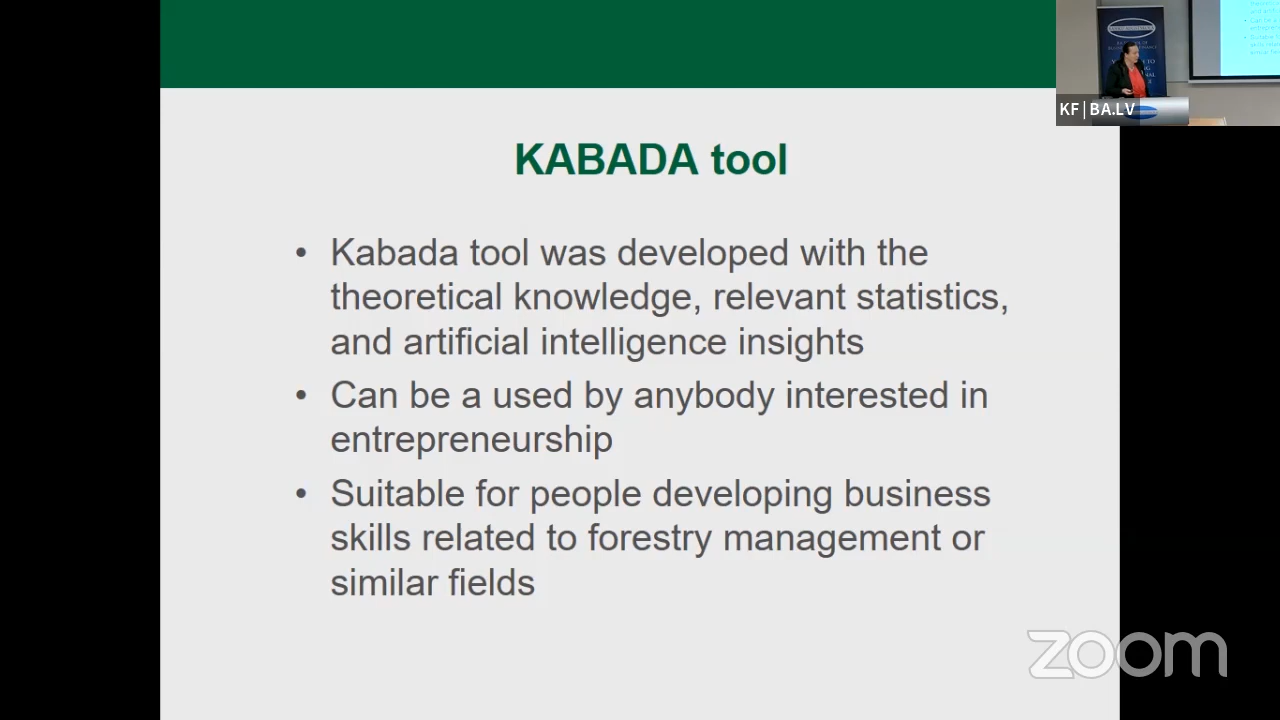 KABADA tool
• Kabada tool was developed with the
theoretical knowledge, relevant statistics,
and artificial intelligence insights
• Can be a used by anybody interested in
entrepreneurship
• Suitable for people developing business
skills related to forestry management or
similar fields
KF|BA.LV
zoom